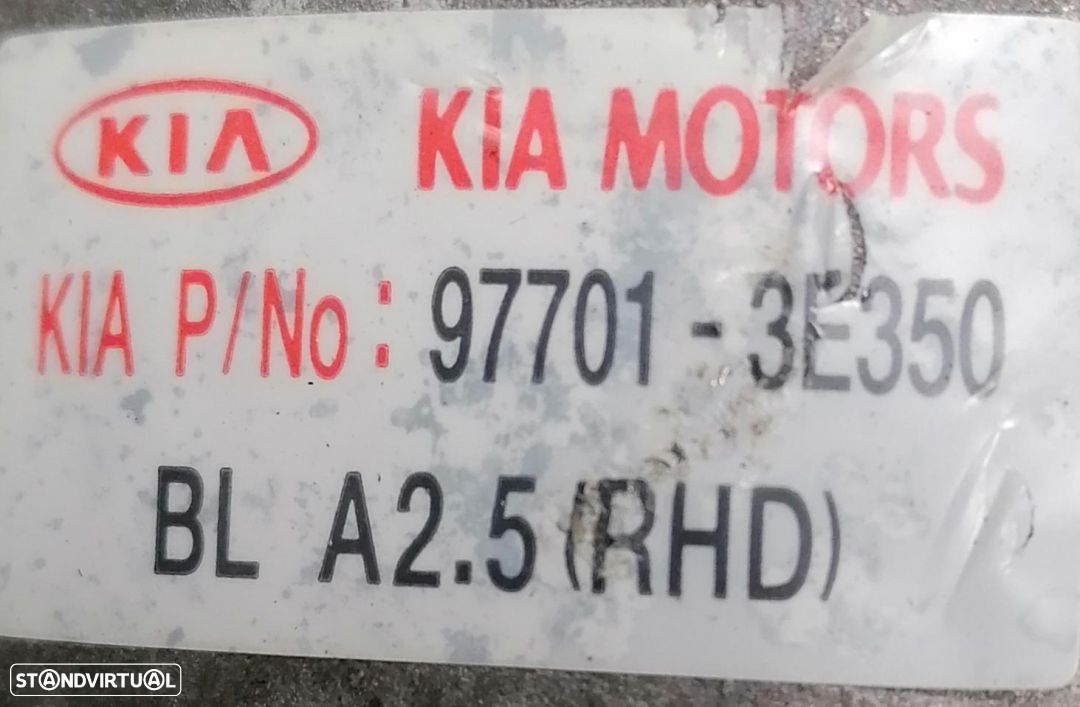 KIA KIA MOTORS
KIA P/No: 97701-3E350
BL A2.5(RHD)
STANDVIRTUAL